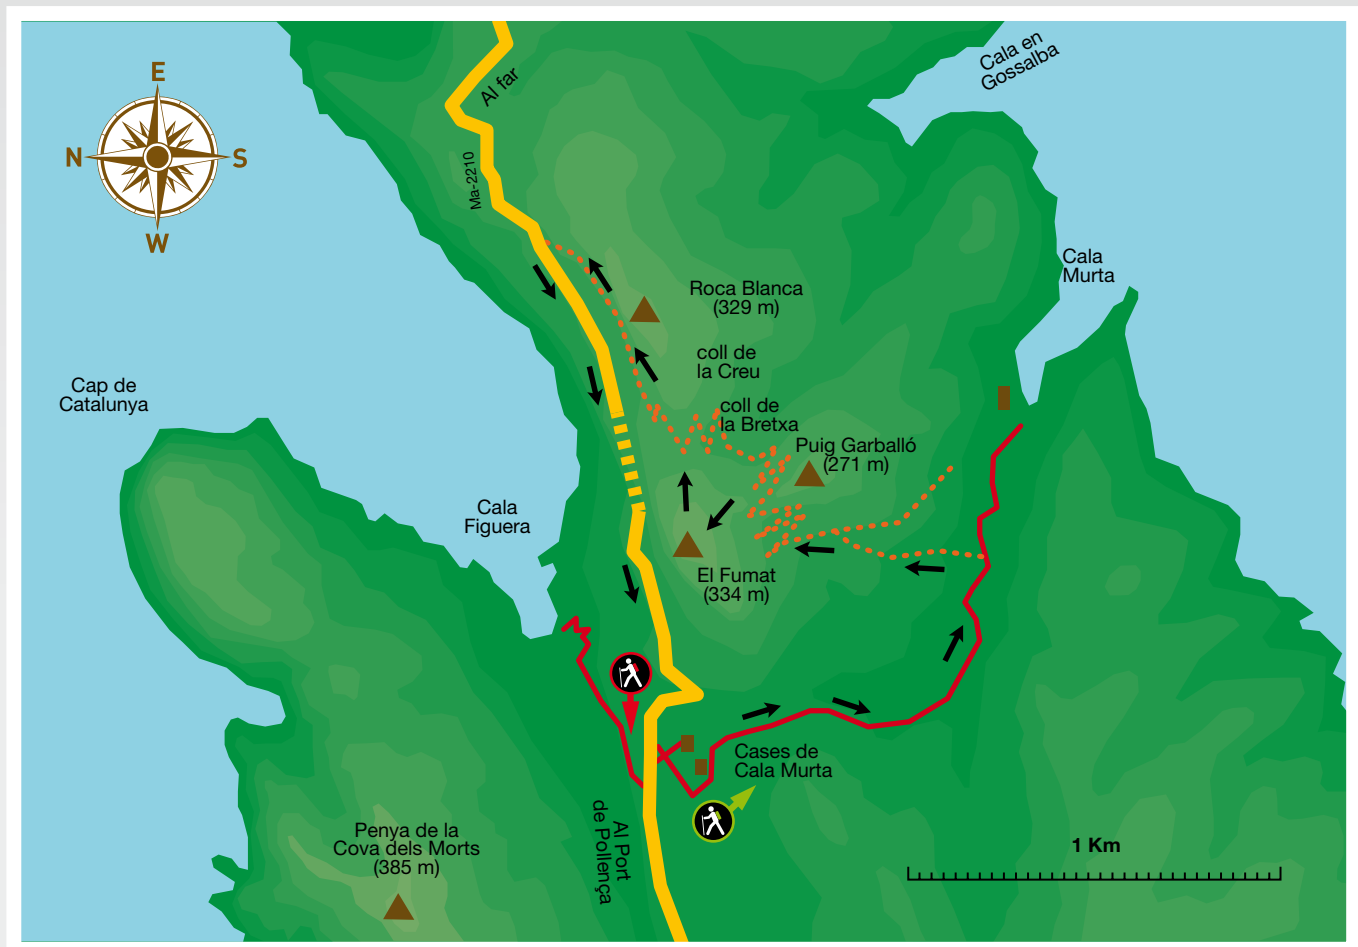 E
N
S
W
Al far
Ma-2210
Cala en
Gossalba
Cala
Murta
Roca Blanca
(329 m)
coll de
la Creu
coll de
la Bretxa
Puig Garballó
(271 m)
Cap de
Catalunya
Cala
Figuera
El Fumat
(334 m)
Cases de
Cala Murta
Al Port
de Pollença
Penya de la
Cova dels Morts
(385 m)
1 Km